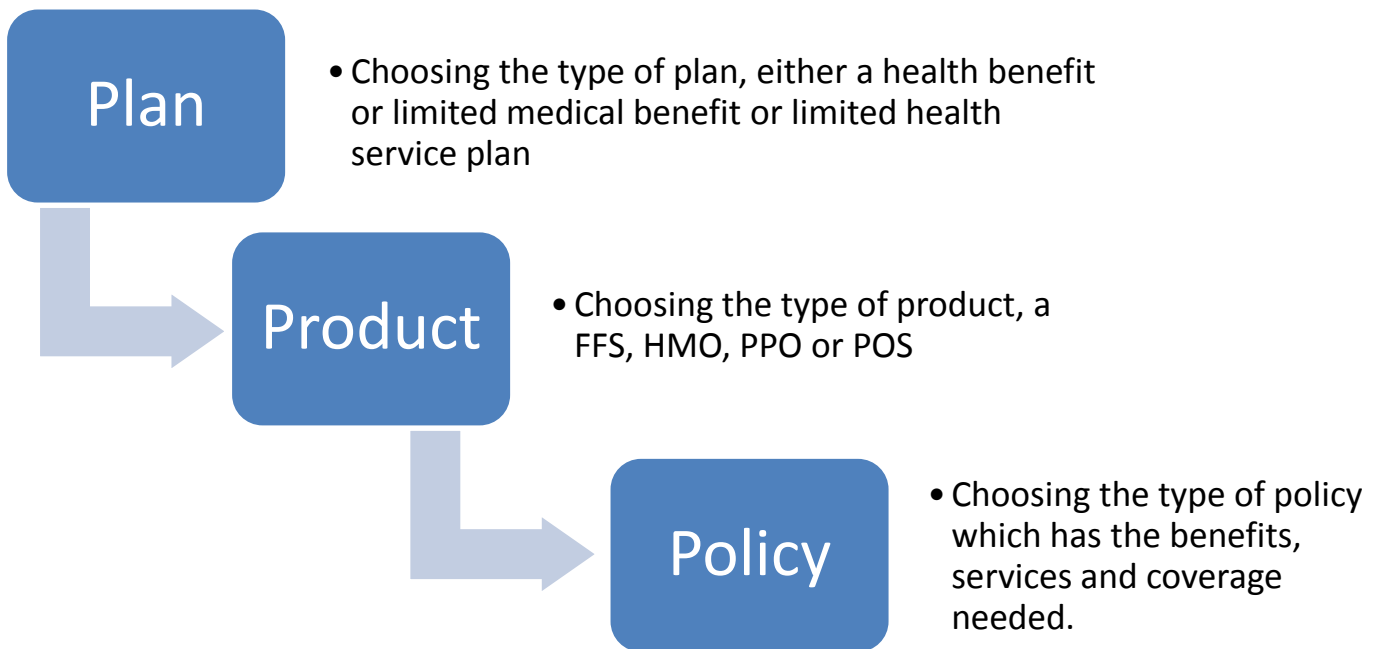 Plan
• Choosing the type of plan, either a health benefit
or limited medical benefit or limited health
service plan
Product
• Choosing the type of product, a
FFS, HMO, PPO or POS
Policy
• Choosing the type of policy
which has the benefits,
services and coverage
needed.